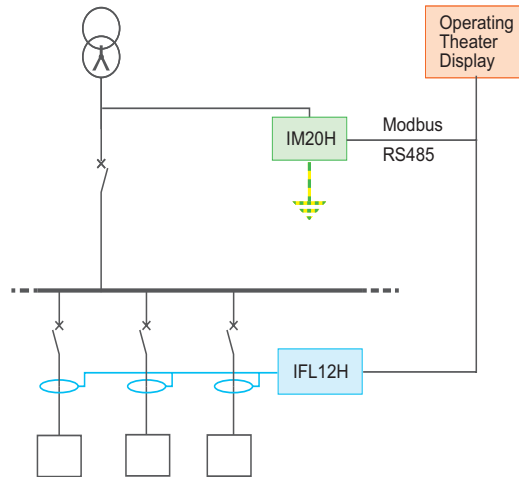 Operating
Theater
Display
IM20H
Modbus
RS485
IFL12H